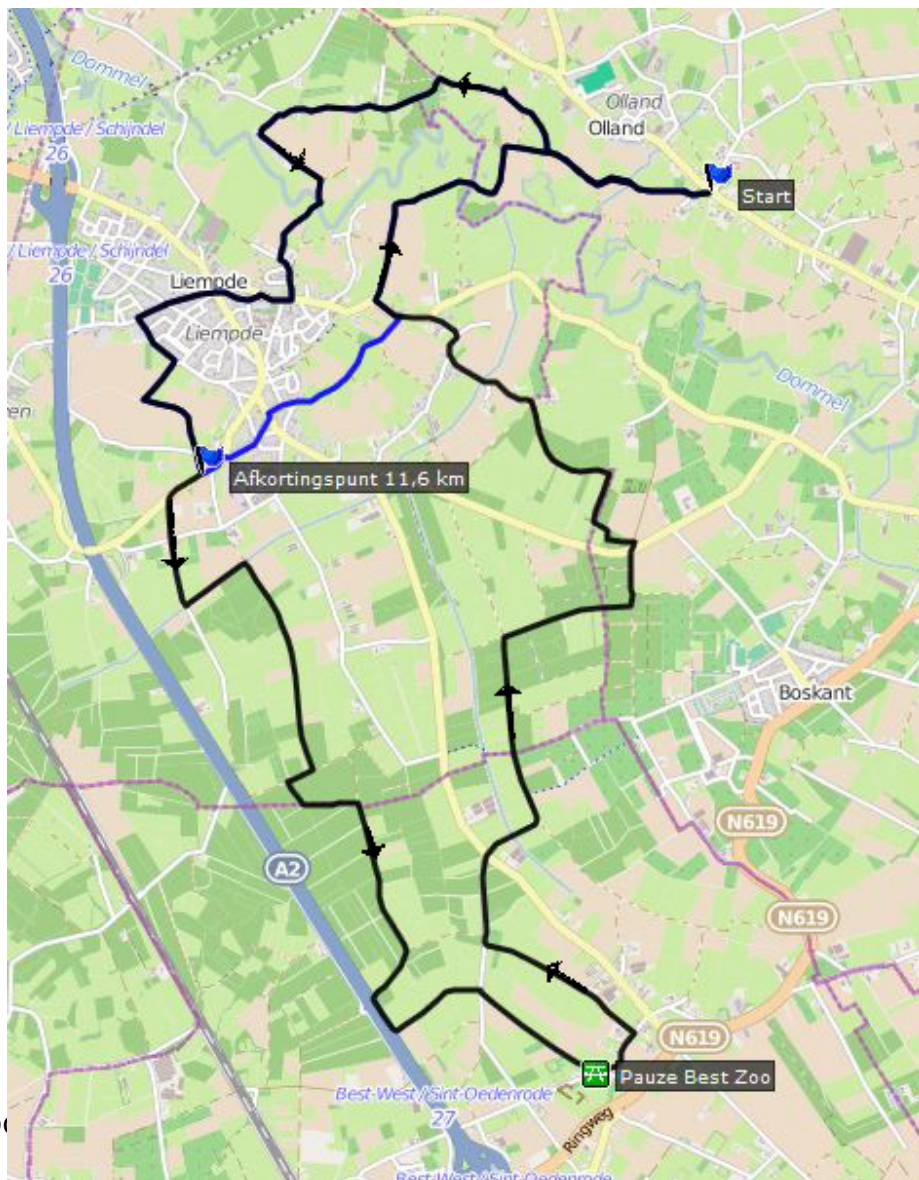 Dommel
Olland
Olland
/ Liempde / Schijndel
26
Start
/ Liempde / Schijndel
26
Liempde
Liempde
Dommel
Afkortingspunt 11,6 km
Boskant
N619
A2
N619
N619
Pauze Best Zoo
Best-West / Sint-Oedenrode
27
Ringweg
Best-West / Sint-Oedenrode